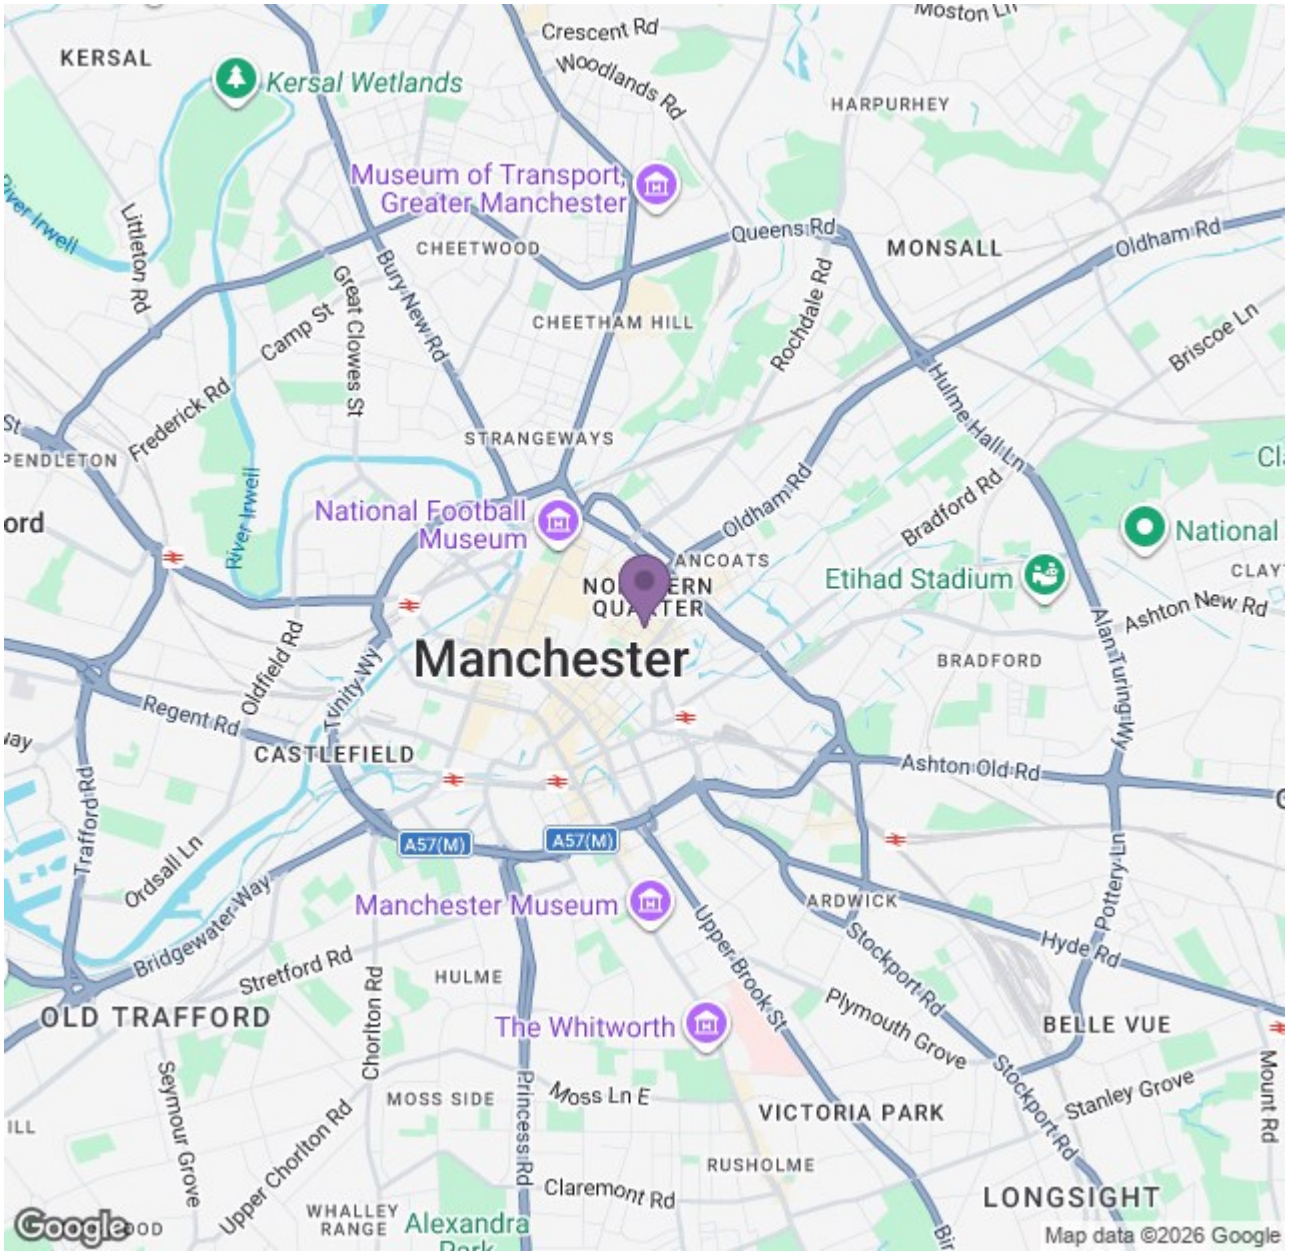 Moston Ln
Crescent Rd
KERSAL
Kersal Wetlands
Woodlands Rd
HARPURHEY
Museum of Transport,
Greater Manchester
River Irwell
Littleton Rd
CHEETWOOD
Queens Rd
MONSALL
Oldham Rd
Bury New Rd
Great Clowes St
Camp St
CHEETHAM HILL
Rochdale Rd
Briscoe Ln
Frederick Rd
Hulme Hall Ln
St
PENDLETON
STRANGEWAYS
River Irwell
Oldham Rd
Bradford Rd
ord
National Football
Museum
National
ANCOATS
Etihad Stadium
Ashton New Rd
QUARTER
Manchester
BRADFORD
Oldfield Rd
Trinity Wy
Alan Turing Wy
Regent Rd
CASTLEFIELD
Ashton Old Rd
Trafford Rd
A57(M)
A57(M)
Ordsall Ln
Pottery Ln
Manchester Museum
ARDWICK
Bridgewater Way
Upper Brook St
Stockport Rd
Hyde Rd
Stretford Rd
HULME
Chorlton Rd
OLD TRAFFORD
The Whitworth
Plymouth Grove
BELLE VUE
Seymour Grove
MOSS SIDE
Princess Rd
Moss Ln E
Stockport Rd
Stanley Grove
Mount Rd
VICTORIA PARK
ILL
Upper Chorlton Rd
RUSHOLME
Claremont Rd
LONGSIGHT
WHALLEY
RANGE
Alexandra
Park
Google
OOD
Map data ©2026 Google